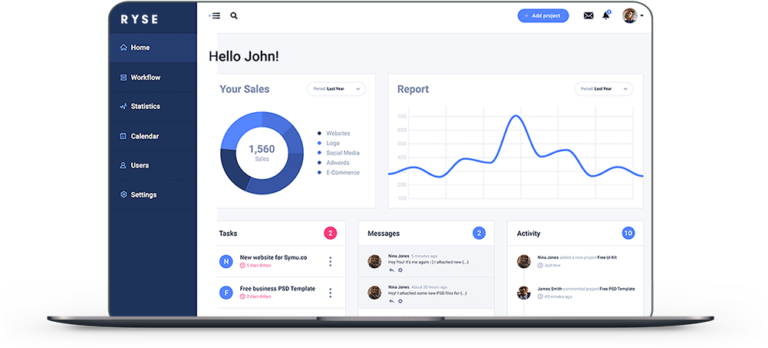 RYSE
+ Add project
Home
Hello John!
Workflow
Your Sales
Period: Last Year
Report
Period: Last Year
Statistics
Calendar
Users
Settings
1,560
Sales
Websites
Logo
Social Media
Adwords
E-Commerce
700
600
500
400
300
200
100
Tasks
2
N
New website for Symu.co
5 days delays
F
Free business PSD Template
2 days delays
Messages
2
Nina Jones 5 minutes ago
Hey You! It's me again :-) I attached new (...)
Nina Jones About 20 hours ago
Hey! I attached some new PSD files for (...)
Activity
10
Nina Jones added a new project Free UI Kit
Just now
James Smith commented project Free PSD Template
40 minutes ago